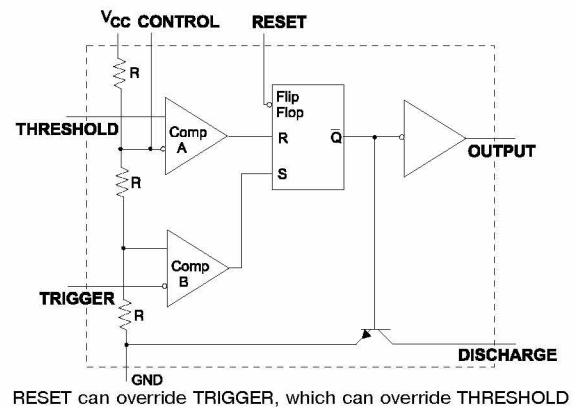 VCC CONTROL RESET
R
Flip
Flop
THRESHOLD
Comp
A
R
Q̅
OUTPUT
R
S
Comp
B
TRIGGER
R
DISCHARGE
GND
RESET can override TRIGGER, which can override THRESHOLD